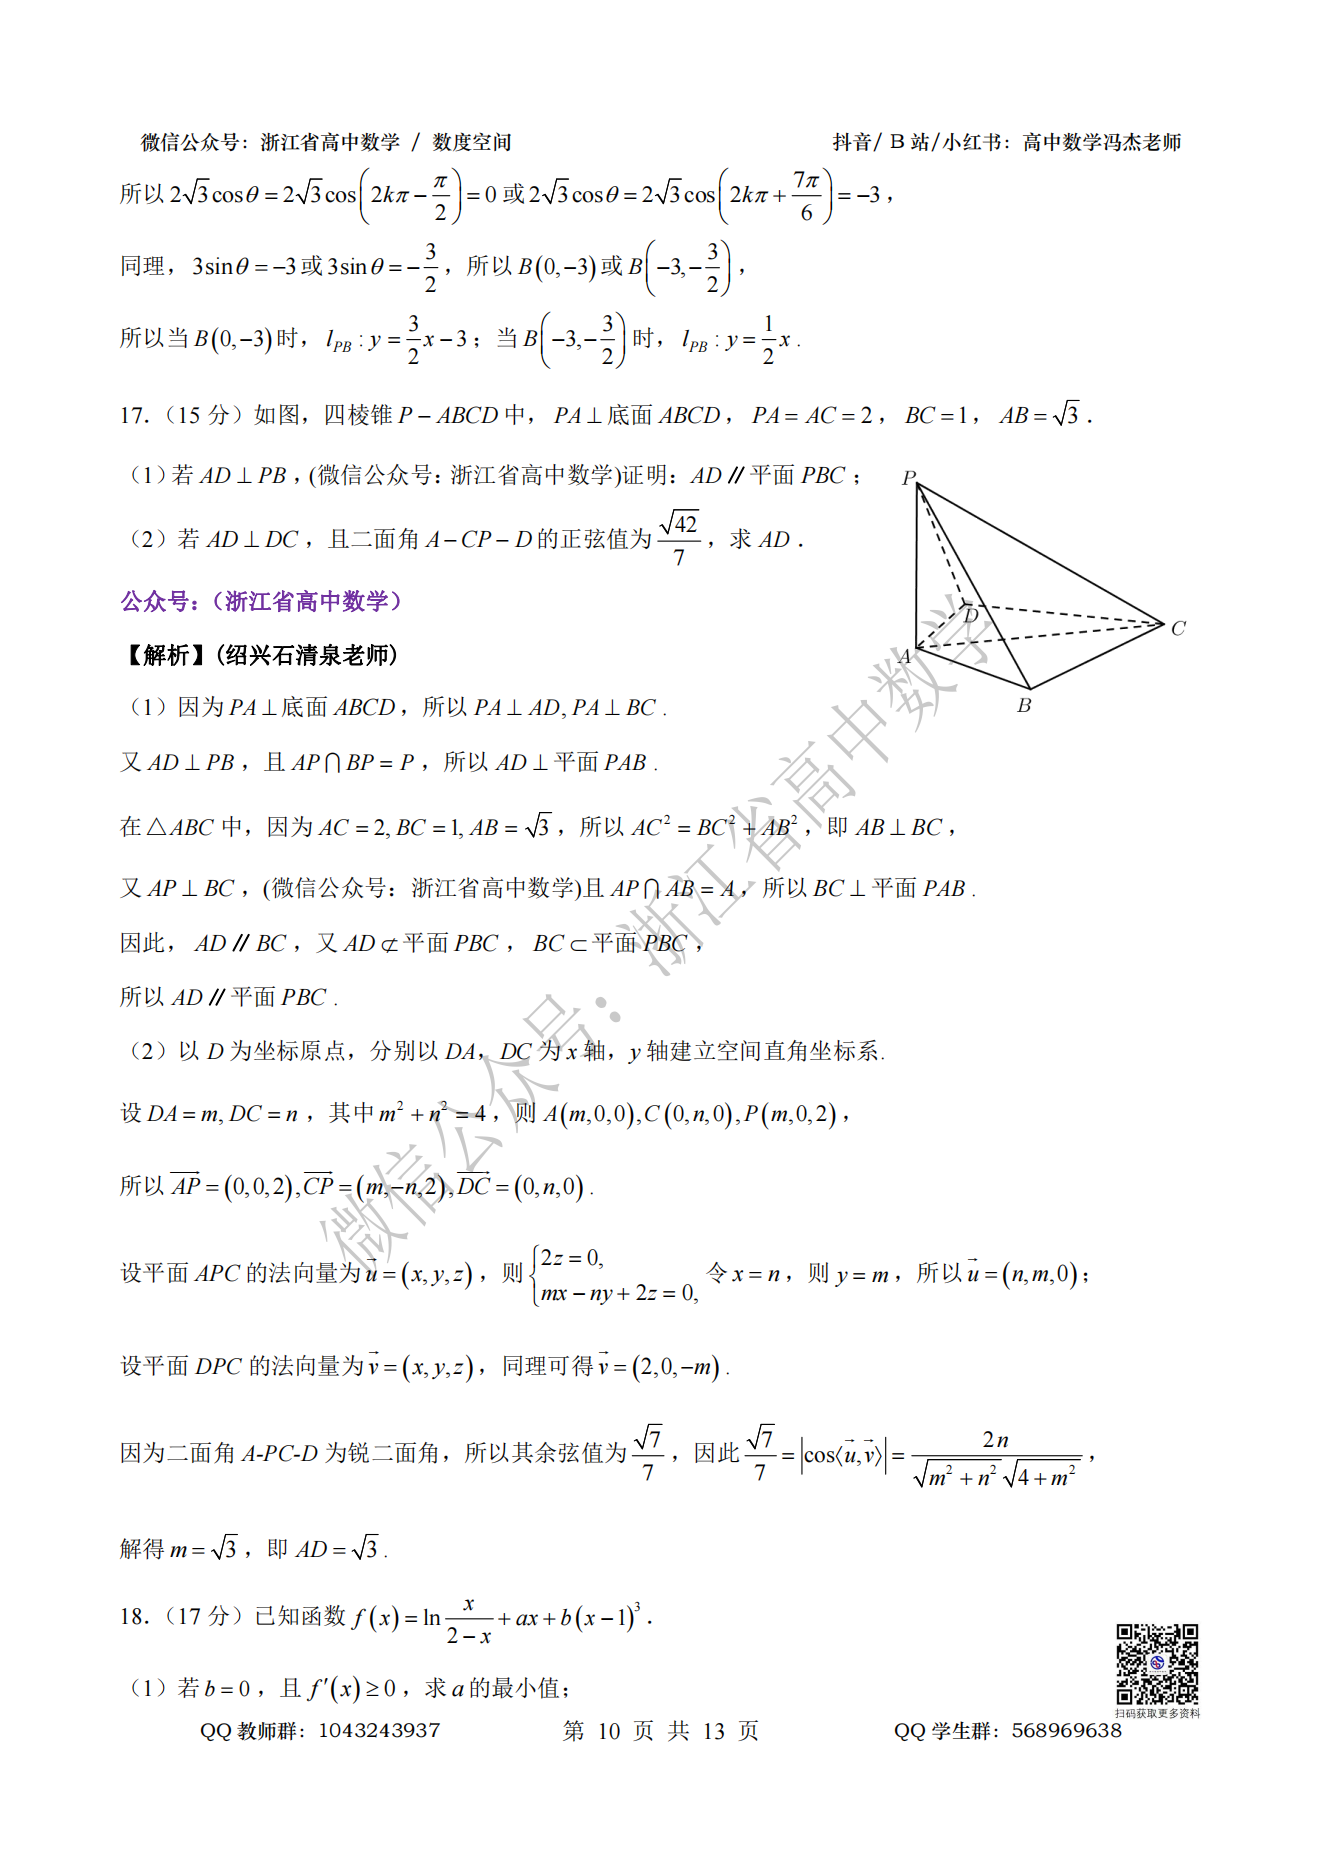 微信公众号：浙江省高中数学 / 数度空间
抖音/ B 站/小红书：高中数学冯杰老师
所以 2√3cosθ = 2√3cos(2kπ − π/2) = 0 或 2√3cosθ = 2√3cos(2kπ + 7π/6) = −3，
同理，3sinθ = −3 或 3sinθ = −3/2，所以 B(0,−3) 或 B(−3,−3/2)，
所以当 B(0,−3) 时，l_PB : y = 3/2 x − 3；当 B(−3,−3/2) 时，l_PB : y = 1/2 x .
17.（15 分）如图，四棱锥 P − ABCD 中，PA ⊥ 底面 ABCD，PA = AC = 2，BC = 1，AB = √3 .
（1）若 AD ⊥ PB，(微信公众号：浙江省高中数学)证明：AD ∥ 平面 PBC；
（2）若 AD ⊥ DC，且二面角 A − CP − D 的正弦值为 √42/7，求 AD .
P
D
C
A
B
公众号：（浙江省高中数学）
【解析】(绍兴石清泉老师)
（1）因为 PA ⊥ 底面 ABCD，所以 PA ⊥ AD, PA ⊥ BC .
又 AD ⊥ PB，且 AP ∩ BP = P，所以 AD ⊥ 平面 PAB .
在 △ABC 中，因为 AC = 2, BC = 1, AB = √3，所以 AC² = BC² + AB²，即 AB ⊥ BC，
又 AP ⊥ BC，(微信公众号：浙江省高中数学)且 AP ∩ AB = A，所以 BC ⊥ 平面 PAB .
因此，AD ∥ BC，又 AD ⊄ 平面 PBC，BC ⊂ 平面 PBC，
所以 AD ∥ 平面 PBC .
（2）以 D 为坐标原点，分别以 DA，DC 为 x 轴，y 轴建立空间直角坐标系.
设 DA = m, DC = n，其中 m² + n² = 4，则 A(m,0,0), C(0,n,0), P(m,0,2)，
所以 AP⃗ = (0,0,2), CP⃗ = (m,−n,2), DC⃗ = (0,n,0) .
设平面 APC 的法向量为 u⃗ = (x,y,z)，则 {2z = 0, mx − ny + 2z = 0, 令 x = n，则 y = m，所以 u⃗ = (n,m,0)；
设平面 DPC 的法向量为 v⃗ = (x,y,z)，同理可得 v⃗ = (2,0,−m) .
因为二面角 A-PC-D 为锐二面角，所以其余弦值为 √7/7，因此 √7/7 = |cos⟨u⃗,v⃗⟩| = 2n/(√(m² + n²) √(4 + m²))，
解得 m = √3，即 AD = √3 .
18.（17 分）已知函数 f(x) = ln x/(2 − x) + ax + b(x − 1)³ .
（1）若 b = 0，且 f′(x) ≥ 0，求 a 的最小值；
扫码获取更多资料
QQ 教师群：1043243937
第 10 页 共 13 页
QQ 学生群：568969638
微信公众号：浙江省高中数学